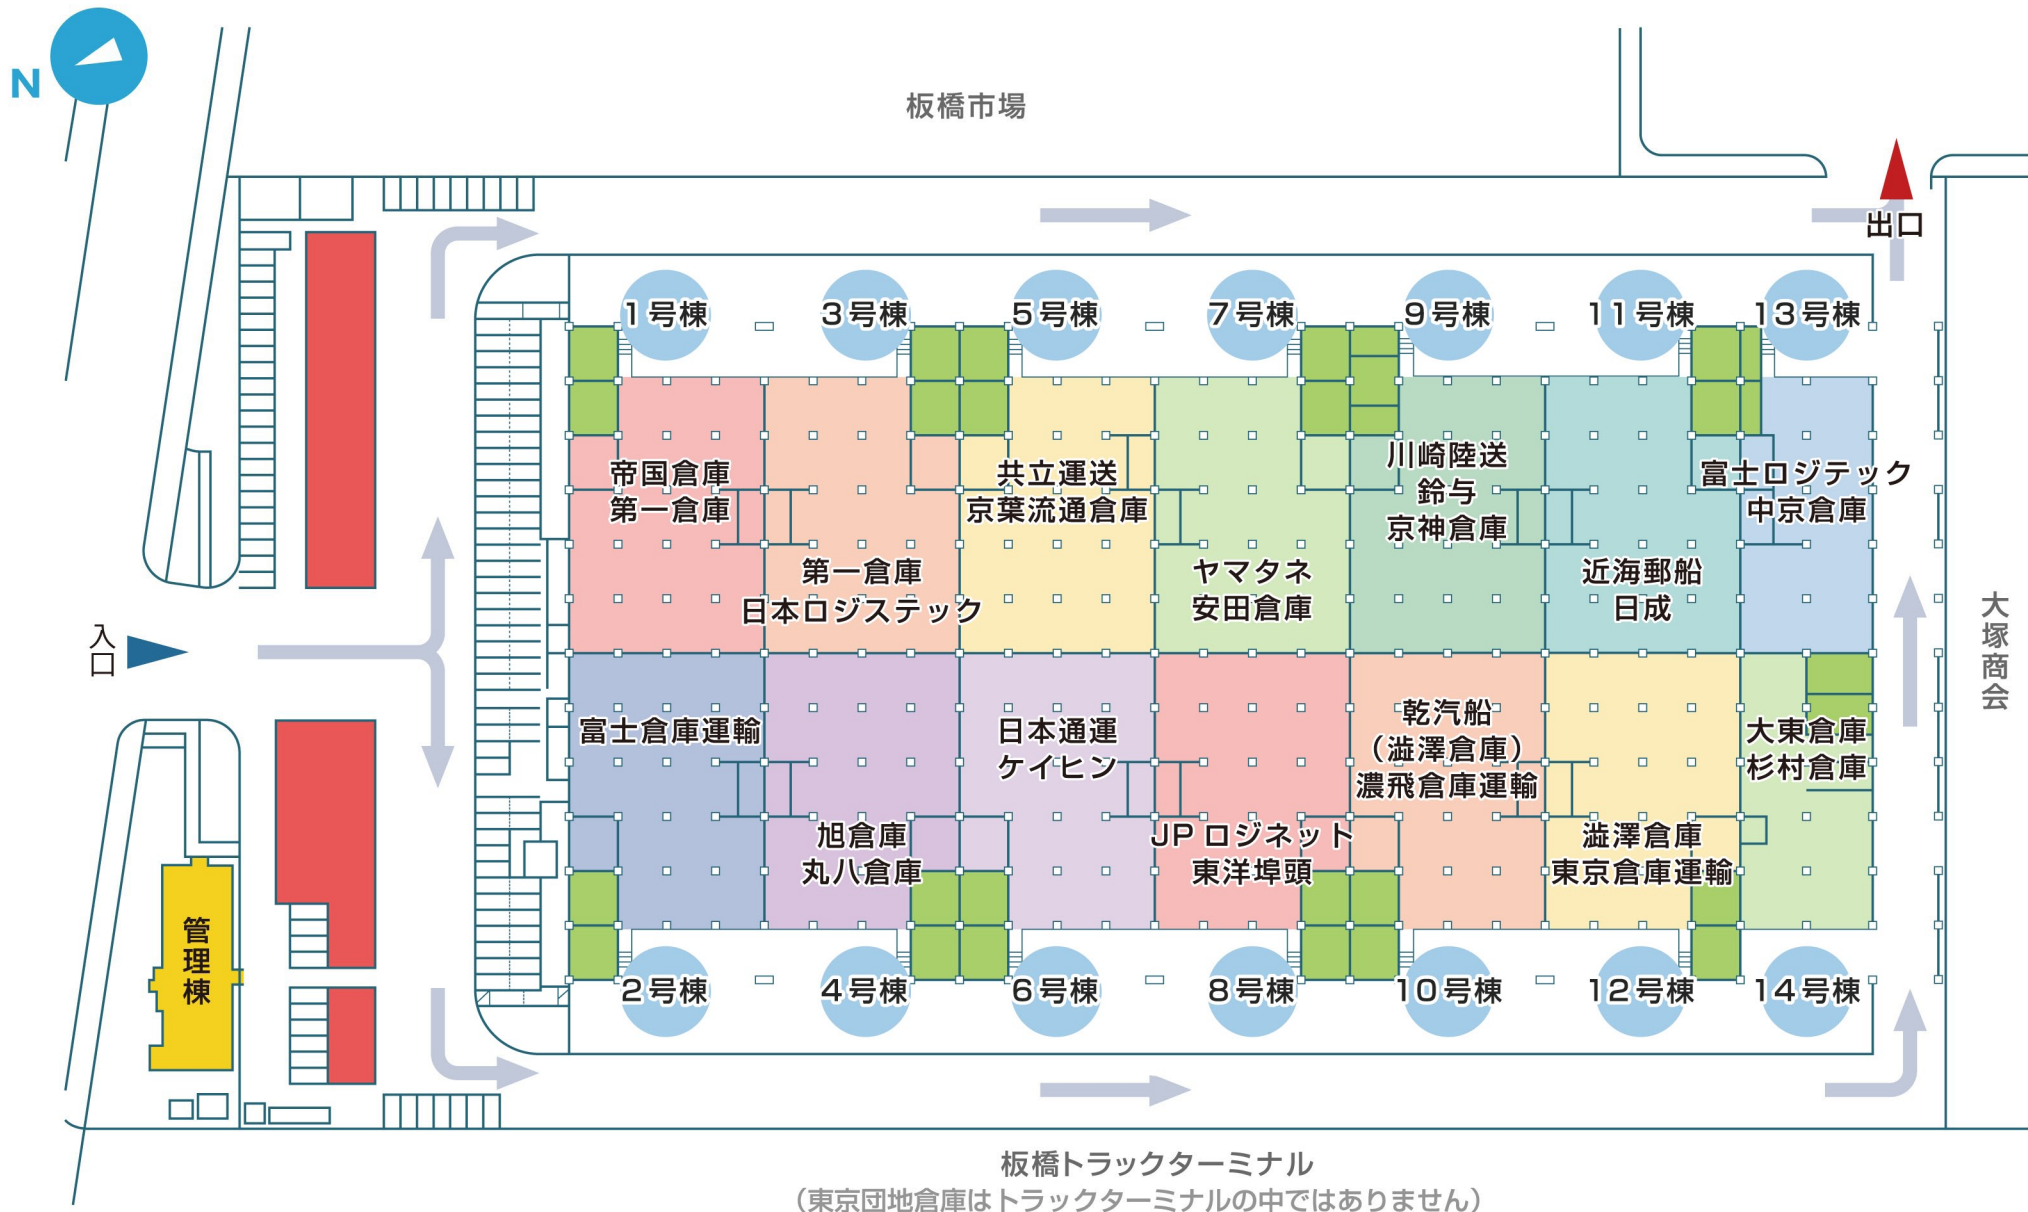 N
板橋市場
出口
1号棟
3号棟
5号棟
7号棟
9号棟
11号棟
13号棟
帝国倉庫
第一倉庫
第一倉庫
日本ロジステック
共立運送
京葉流通倉庫
ヤマタネ
安田倉庫
川崎陸送
鈴与
京神倉庫
近海郵船
日成
富士ロジテック
中京倉庫
入口
大塚商会
富士倉庫運輸
旭倉庫
丸八倉庫
日本通運
ケイヒン
JPロジネット
東洋埠頭
乾汽船
（澁澤倉庫）
濃飛倉庫運輸
澁澤倉庫
東京倉庫運輸
大東倉庫
杉村倉庫
管理棟
2号棟
4号棟
6号棟
8号棟
10号棟
12号棟
14号棟
板橋トラックターミナル
（東京団地倉庫はトラックターミナルの中ではありません）